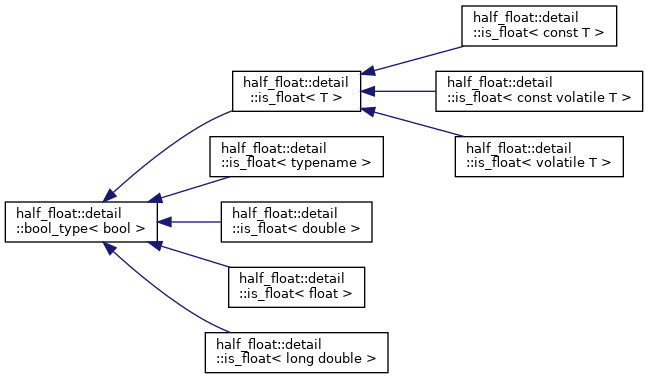 half_float::detail
::is_float< const T >
half_float::detail
::is_float< T >
half_float::detail
::is_float< const volatile T >
half_float::detail
::is_float< volatile T >
half_float::detail
::is_float< typename >
half_float::detail
::bool_type< bool >
half_float::detail
::is_float< double >
half_float::detail
::is_float< float >
half_float::detail
::is_float< long double >